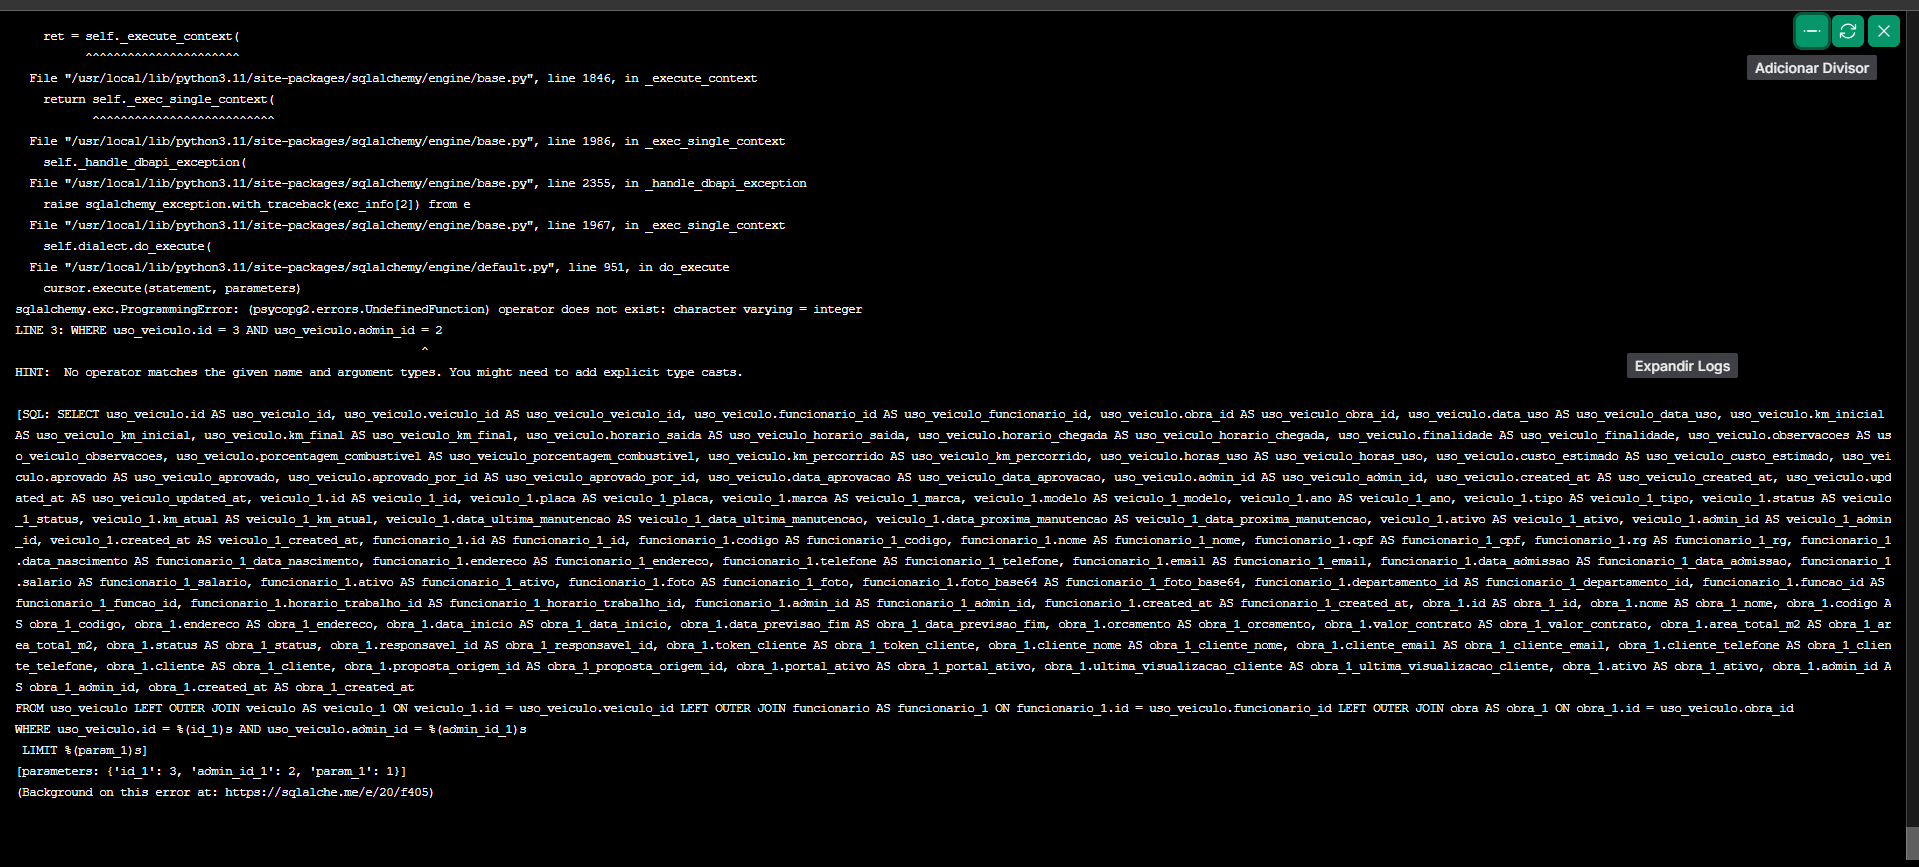 ret = self._execute_context(
^^^^^^^^^^^^^^^^^^^^^^
Adicionar Divisor
File "/usr/local/lib/python3.11/site-packages/sqlalchemy/engine/base.py", line 1846, in _execute_context
return self._exec_single_context(
^^^^^^^^^^^^^^^^^^^^^^^^^^
File "/usr/local/lib/python3.11/site-packages/sqlalchemy/engine/base.py", line 1986, in _exec_single_context
self._handle_dbapi_exception(
File "/usr/local/lib/python3.11/site-packages/sqlalchemy/engine/base.py", line 2355, in _handle_dbapi_exception
raise sqlalchemy_exception.with_traceback(exc_info[2]) from e
File "/usr/local/lib/python3.11/site-packages/sqlalchemy/engine/base.py", line 1967, in _exec_single_context
self.dialect.do_execute(
File "/usr/local/lib/python3.11/site-packages/sqlalchemy/engine/default.py", line 951, in do_execute
cursor.execute(statement, parameters)
sqlalchemy.exc.ProgrammingError: (psycopg2.errors.UndefinedFunction) operator does not exist: character varying = integer
LINE 3: WHERE uso_veiculo.id = 3 AND uso_veiculo.admin_id = 2
^
HINT:  No operator matches the given name and argument types. You might need to add explicit type casts.
Expandir Logs
[SQL: SELECT uso_veiculo.id AS uso_veiculo_id, uso_veiculo.veiculo_id AS uso_veiculo_veiculo_id, uso_veiculo.funcionario_id AS uso_veiculo_funcionario_id, uso_veiculo.obra_id AS uso_veiculo_obra_id, uso_veiculo.data_uso AS uso_veiculo_data_uso, uso_veiculo.km_inicial
AS uso_veiculo_km_inicial, uso_veiculo.km_final AS uso_veiculo_km_final, uso_veiculo.horario_saida AS uso_veiculo_horario_saida, uso_veiculo.horario_chegada AS uso_veiculo_horario_chegada, uso_veiculo.finalidade AS uso_veiculo_finalidade, uso_veiculo.observacoes AS us
o_veiculo_observacoes, uso_veiculo.porcentagem_combustivel AS uso_veiculo_porcentagem_combustivel, uso_veiculo.km_percorrido AS uso_veiculo_km_percorrido, uso_veiculo.horas_uso AS uso_veiculo_horas_uso, uso_veiculo.custo_estimado AS uso_veiculo_custo_estimado, uso_vei
culo.aprovado AS uso_veiculo_aprovado, uso_veiculo.aprovado_por_id AS uso_veiculo_aprovado_por_id, uso_veiculo.data_aprovacao AS uso_veiculo_data_aprovacao, uso_veiculo.admin_id AS uso_veiculo_admin_id, uso_veiculo.created_at AS uso_veiculo_created_at, uso_veiculo.upd
ated_at AS uso_veiculo_updated_at, veiculo_1.id AS veiculo_1_id, veiculo_1.placa AS veiculo_1_placa, veiculo_1.marca AS veiculo_1_marca, veiculo_1.modelo AS veiculo_1_modelo, veiculo_1.ano AS veiculo_1_ano, veiculo_1.tipo AS veiculo_1_tipo, veiculo_1.status AS veiculo
_1_status, veiculo_1.km_atual AS veiculo_1_km_atual, veiculo_1.data_ultima_manutencao AS veiculo_1_data_ultima_manutencao, veiculo_1.data_proxima_manutencao AS veiculo_1_data_proxima_manutencao, veiculo_1.ativo AS veiculo_1_ativo, veiculo_1.admin_id AS veiculo_1_admin
_id, veiculo_1.created_at AS veiculo_1_created_at, funcionario_1.id AS funcionario_1_id, funcionario_1.codigo AS funcionario_1_codigo, funcionario_1.nome AS funcionario_1_nome, funcionario_1.cpf AS funcionario_1_cpf, funcionario_1.rg AS funcionario_1_rg, funcionario_1
.data_nascimento AS funcionario_1_data_nascimento, funcionario_1.endereco AS funcionario_1_endereco, funcionario_1.telefone AS funcionario_1_telefone, funcionario_1.email AS funcionario_1_email, funcionario_1.data_admissao AS funcionario_1_data_admissao, funcionario_1
.salario AS funcionario_1_salario, funcionario_1.ativo AS funcionario_1_ativo, funcionario_1.foto AS funcionario_1_foto, funcionario_1.foto_base64 AS funcionario_1_foto_base64, funcionario_1.departamento_id AS funcionario_1_departamento_id, funcionario_1.funcao_id AS
funcionario_1_funcao_id, funcionario_1.horario_trabalho_id AS funcionario_1_horario_trabalho_id, funcionario_1.admin_id AS funcionario_1_admin_id, funcionario_1.created_at AS funcionario_1_created_at, obra_1.id AS obra_1_id, obra_1.nome AS obra_1_nome, obra_1.codigo A
S obra_1_codigo, obra_1.endereco AS obra_1_endereco, obra_1.data_inicio AS obra_1_data_inicio, obra_1.data_previsao_fim AS obra_1_data_previsao_fim, obra_1.orcamento AS obra_1_orcamento, obra_1.valor_contrato AS obra_1_valor_contrato, obra_1.area_total_m2 AS obra_1_ar
ea_total_m2, obra_1.status AS obra_1_status, obra_1.responsavel_id AS obra_1_responsavel_id, obra_1.token_cliente AS obra_1_token_cliente, obra_1.cliente_nome AS obra_1_cliente_nome, obra_1.cliente_email AS obra_1_cliente_email, obra_1.cliente_telefone AS obra_1_clien
te_telefone, obra_1.cliente AS obra_1_cliente, obra_1.proposta_origem_id AS obra_1_proposta_origem_id, obra_1.portal_ativo AS obra_1_portal_ativo, obra_1.ultima_visualizacao_cliente AS obra_1_ultima_visualizacao_cliente, obra_1.ativo AS obra_1_ativo, obra_1.admin_id A
S obra_1_admin_id, obra_1.created_at AS obra_1_created_at
FROM uso_veiculo LEFT OUTER JOIN veiculo AS veiculo_1 ON veiculo_1.id = uso_veiculo.veiculo_id LEFT OUTER JOIN funcionario AS funcionario_1 ON funcionario_1.id = uso_veiculo.funcionario_id LEFT OUTER JOIN obra AS obra_1 ON obra_1.id = uso_veiculo.obra_id
WHERE uso_veiculo.id = %(id_1)s AND uso_veiculo.admin_id = %(admin_id_1)s
LIMIT %(param_1)s]
[parameters: {'id_1': 3, 'admin_id_1': 2, 'param_1': 1}]
(Background on this error at: https://sqlalche.me/e/20/f405)